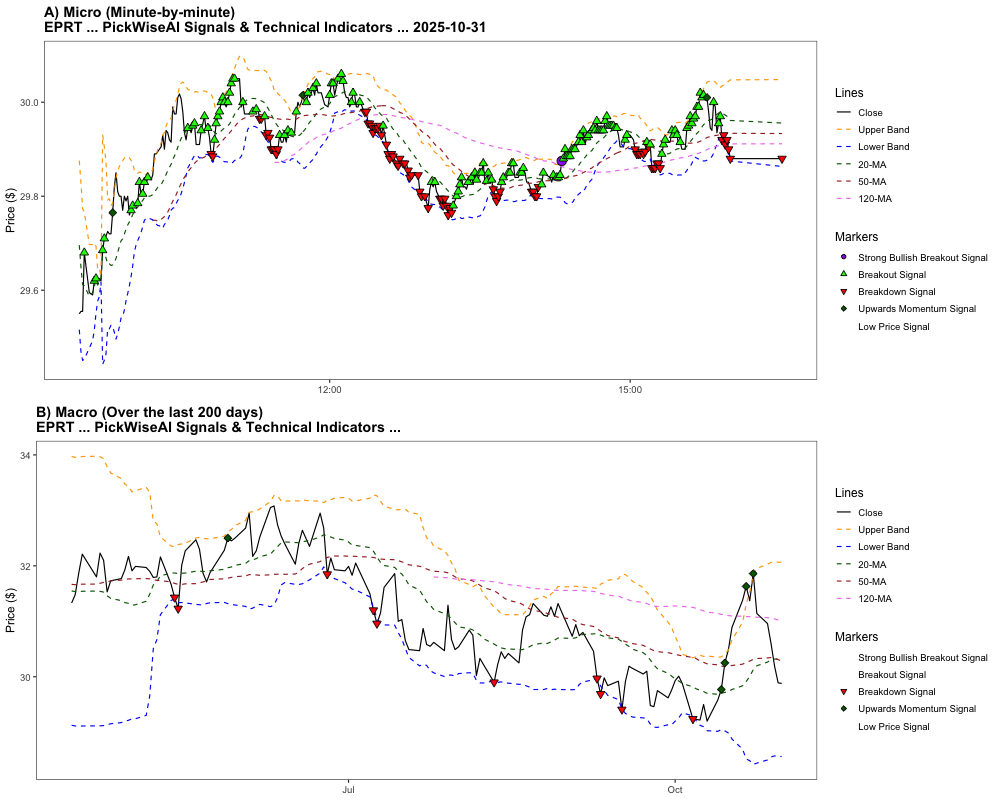 A) Micro (Minute-by-minute)
EPRT ... PickWiseAI Signals & Technical Indicators ... 2025-10-31
Price ($)
30.0
29.8
29.6
12:00
15:00
Lines
Close
Upper Band
Lower Band
20-MA
50-MA
120-MA
Markers
Strong Bullish Breakout Signal
Breakout Signal
Breakdown Signal
Upwards Momentum Signal
Low Price Signal
B) Macro (Over the last 200 days)
EPRT ... PickWiseAI Signals & Technical Indicators ...
Price ($)
34
32
30
Jul
Oct
Lines
Close
Upper Band
Lower Band
20-MA
50-MA
120-MA
Markers
Strong Bullish Breakout Signal
Breakout Signal
Breakdown Signal
Upwards Momentum Signal
Low Price Signal